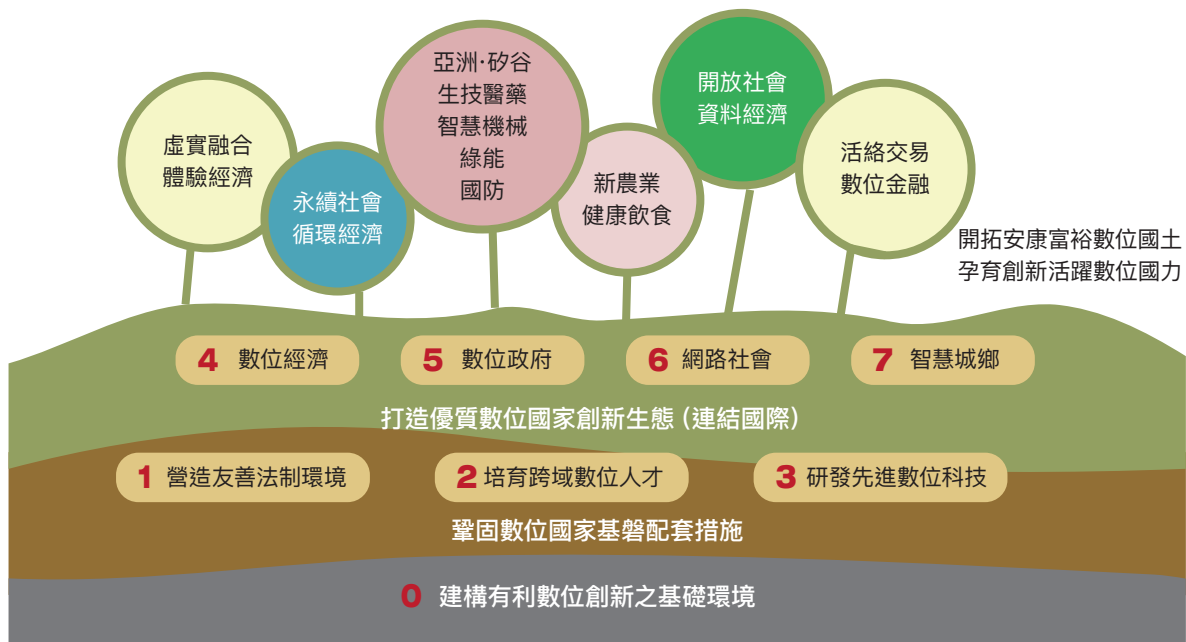 虛實融合
體驗經濟
永續社會
循環經濟
亞洲·矽谷
生技醫藥
智慧機械
綠能
國防
新農業
健康飲食
開放社會
資料經濟
活絡交易
數位金融
開拓安康富裕數位國土
孕育創新活躍數位國力
4 數位經濟
5 數位政府
6 網路社會
7 智慧城鄉
打造優質數位國家創新生態(連結國際)
1 營造友善法制環境
2 培育跨域數位人才
3 研發先進數位科技
鞏固數位國家基磐配套措施
0 建構有利數位創新之基礎環境